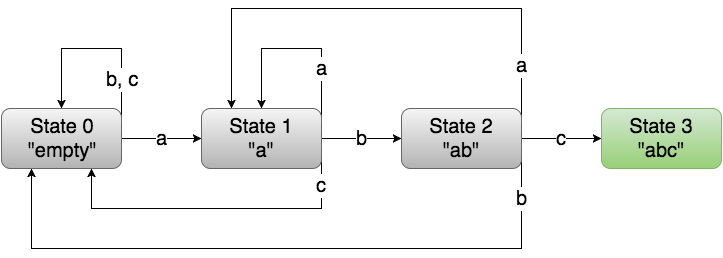 a
b, c
a
State 0
"empty"
a
State 1
"a"
b
State 2
"ab"
c
State 3
"abc"
c
b